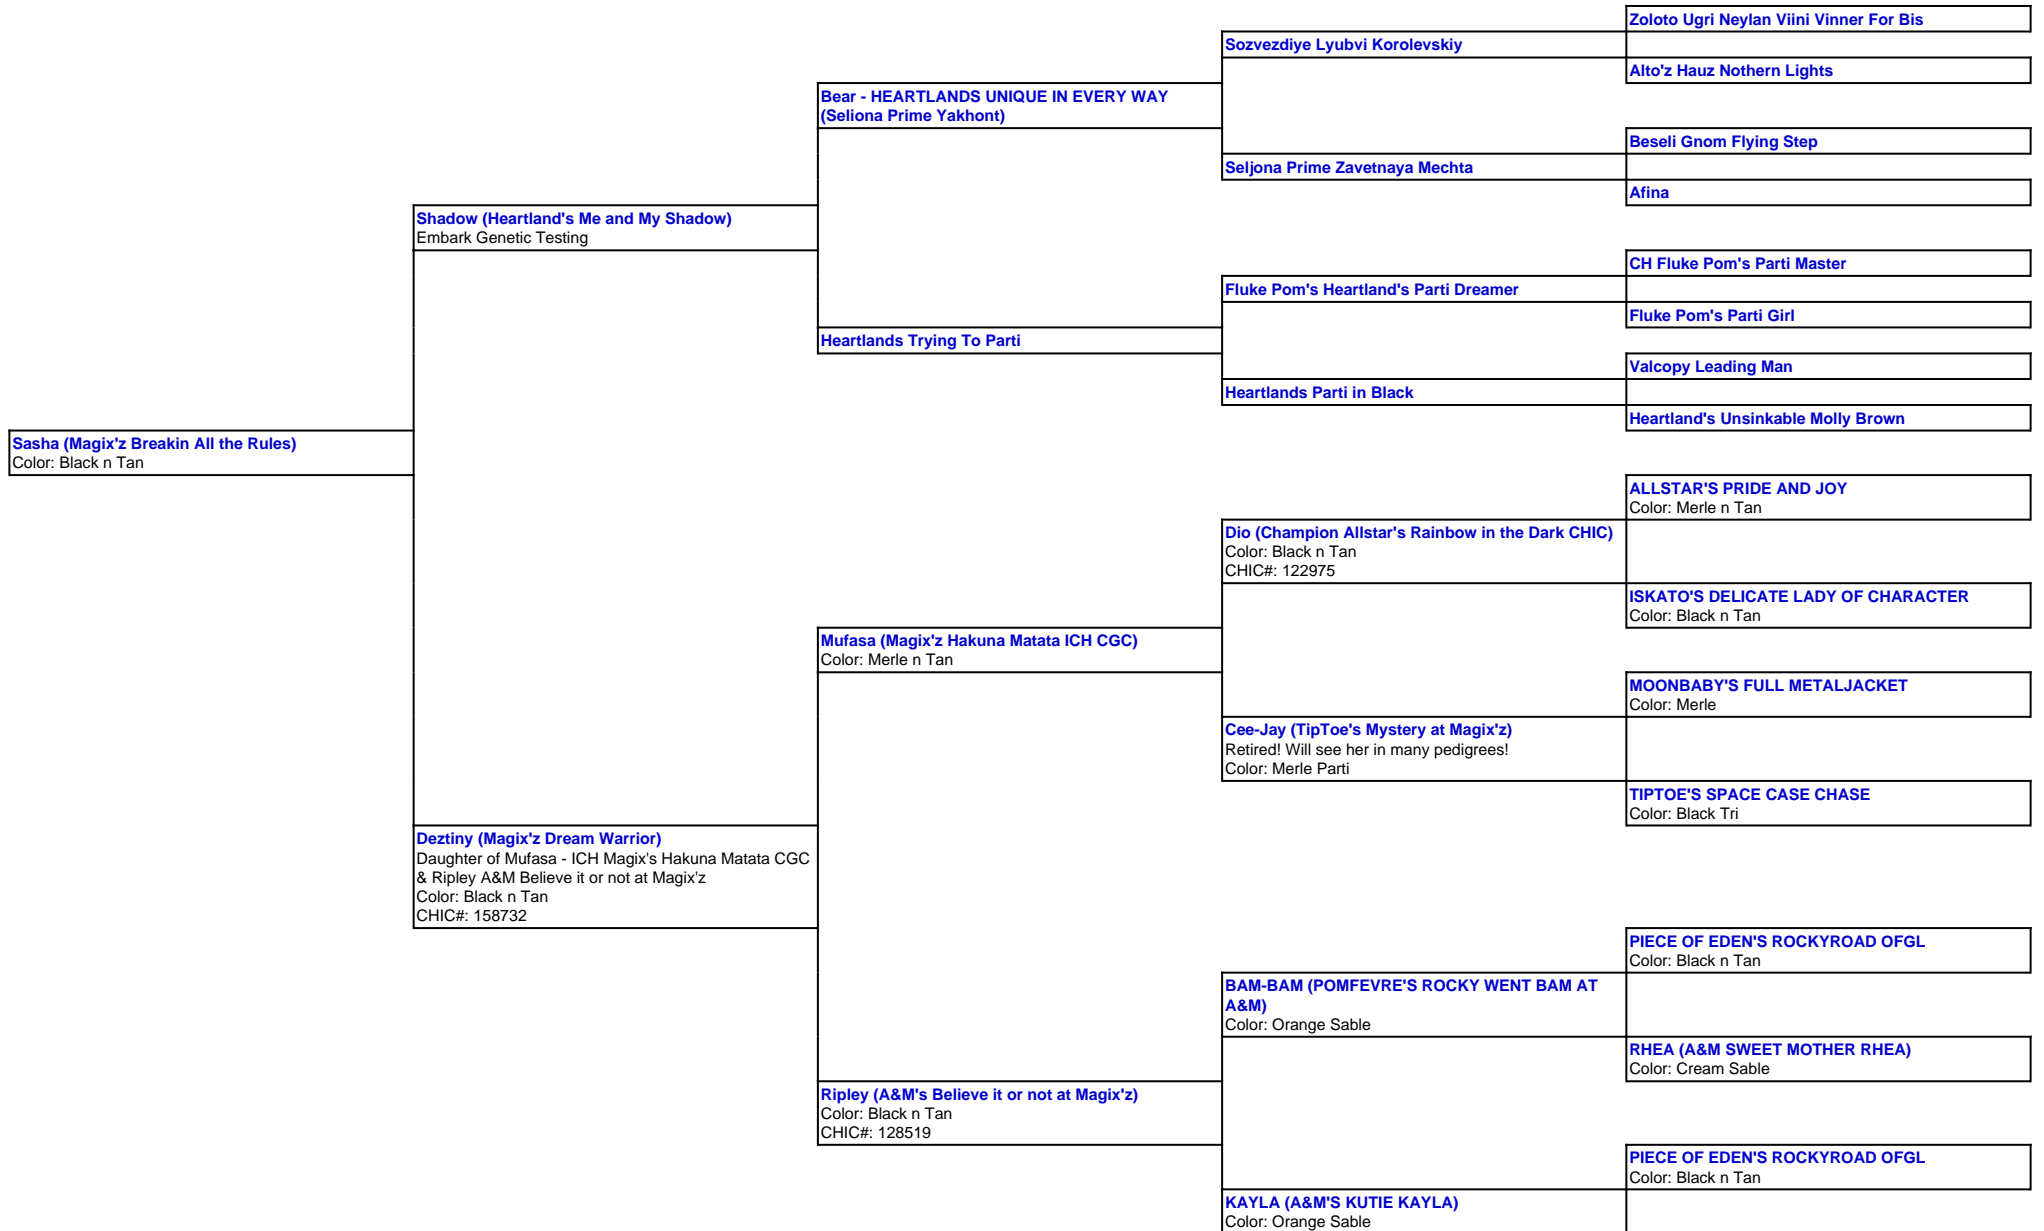 Zoloto Ugri Neylan Viini Vinner For Bis
Sozvezdiye Lyubvi Korolevskiy
Alto'z Hauz Nothern Lights
Bear - HEARTLANDS UNIQUE IN EVERY WAY
(Seliona Prime Yakhont)
Beseli Gnom Flying Step
Seljona Prime Zavetnaya Mechta
Afina
Shadow (Heartland's Me and My Shadow)
Embark Genetic Testing
CH Fluke Pom's Parti Master
Fluke Pom's Heartland's Parti Dreamer
Fluke Pom's Parti Girl
Heartlands Trying To Parti
Valcopy Leading Man
Heartlands Parti in Black
Heartland's Unsinkable Molly Brown
Sasha (Magix'z Breakin All the Rules)
Color: Black n Tan
ALLSTAR'S PRIDE AND JOY
Color: Merle n Tan
Dio (Champion Allstar's Rainbow in the Dark CHIC)
Color: Black n Tan
CHIC#: 122975
ISKATO'S DELICATE LADY OF CHARACTER
Color: Black n Tan
Mufasa (Magix'z Hakuna Matata ICH CGC)
Color: Merle n Tan
MOONBABY'S FULL METALJACKET
Color: Merle
Cee-Jay (TipToe's Mystery at Magix'z)
Retired! Will see her in many pedigrees!
Color: Merle Parti
TIPTOE'S SPACE CASE CHASE
Color: Black Tri
Deztiny (Magix'z Dream Warrior)
Daughter of Mufasa - ICH Magix's Hakuna Matata CGC
& Ripley A&M Believe it or not at Magix'z
Color: Black n Tan
CHIC#: 158732
PIECE OF EDEN'S ROCKYROAD OFGL
Color: Black n Tan
BAM-BAM (POMFEVRE'S ROCKY WENT BAM AT
A&M)
Color: Orange Sable
RHEA (A&M SWEET MOTHER RHEA)
Color: Cream Sable
Ripley (A&M's Believe it or not at Magix'z)
Color: Black n Tan
CHIC#: 128519
PIECE OF EDEN'S ROCKYROAD OFGL
Color: Black n Tan
KAYLA (A&M'S KUTIE KAYLA)
Color: Orange Sable